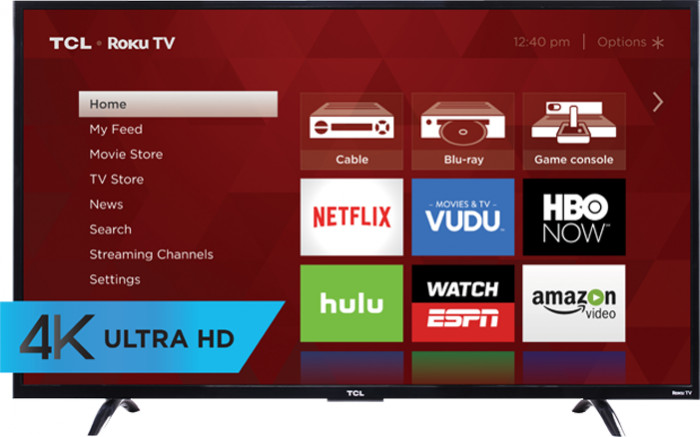 TCL • Roku TV
12:40 pm | Options
Home
My Feed
Movie Store
TV Store
News
Search
Streaming Channels
Settings
Cable
Blu-ray
Game console
NETFLIX
MOVIES & TV
VUDU
HBO
NOW
hulu
WATCH
ESPN
amazon
video
4K ULTRA HD
TCL
Roku TV